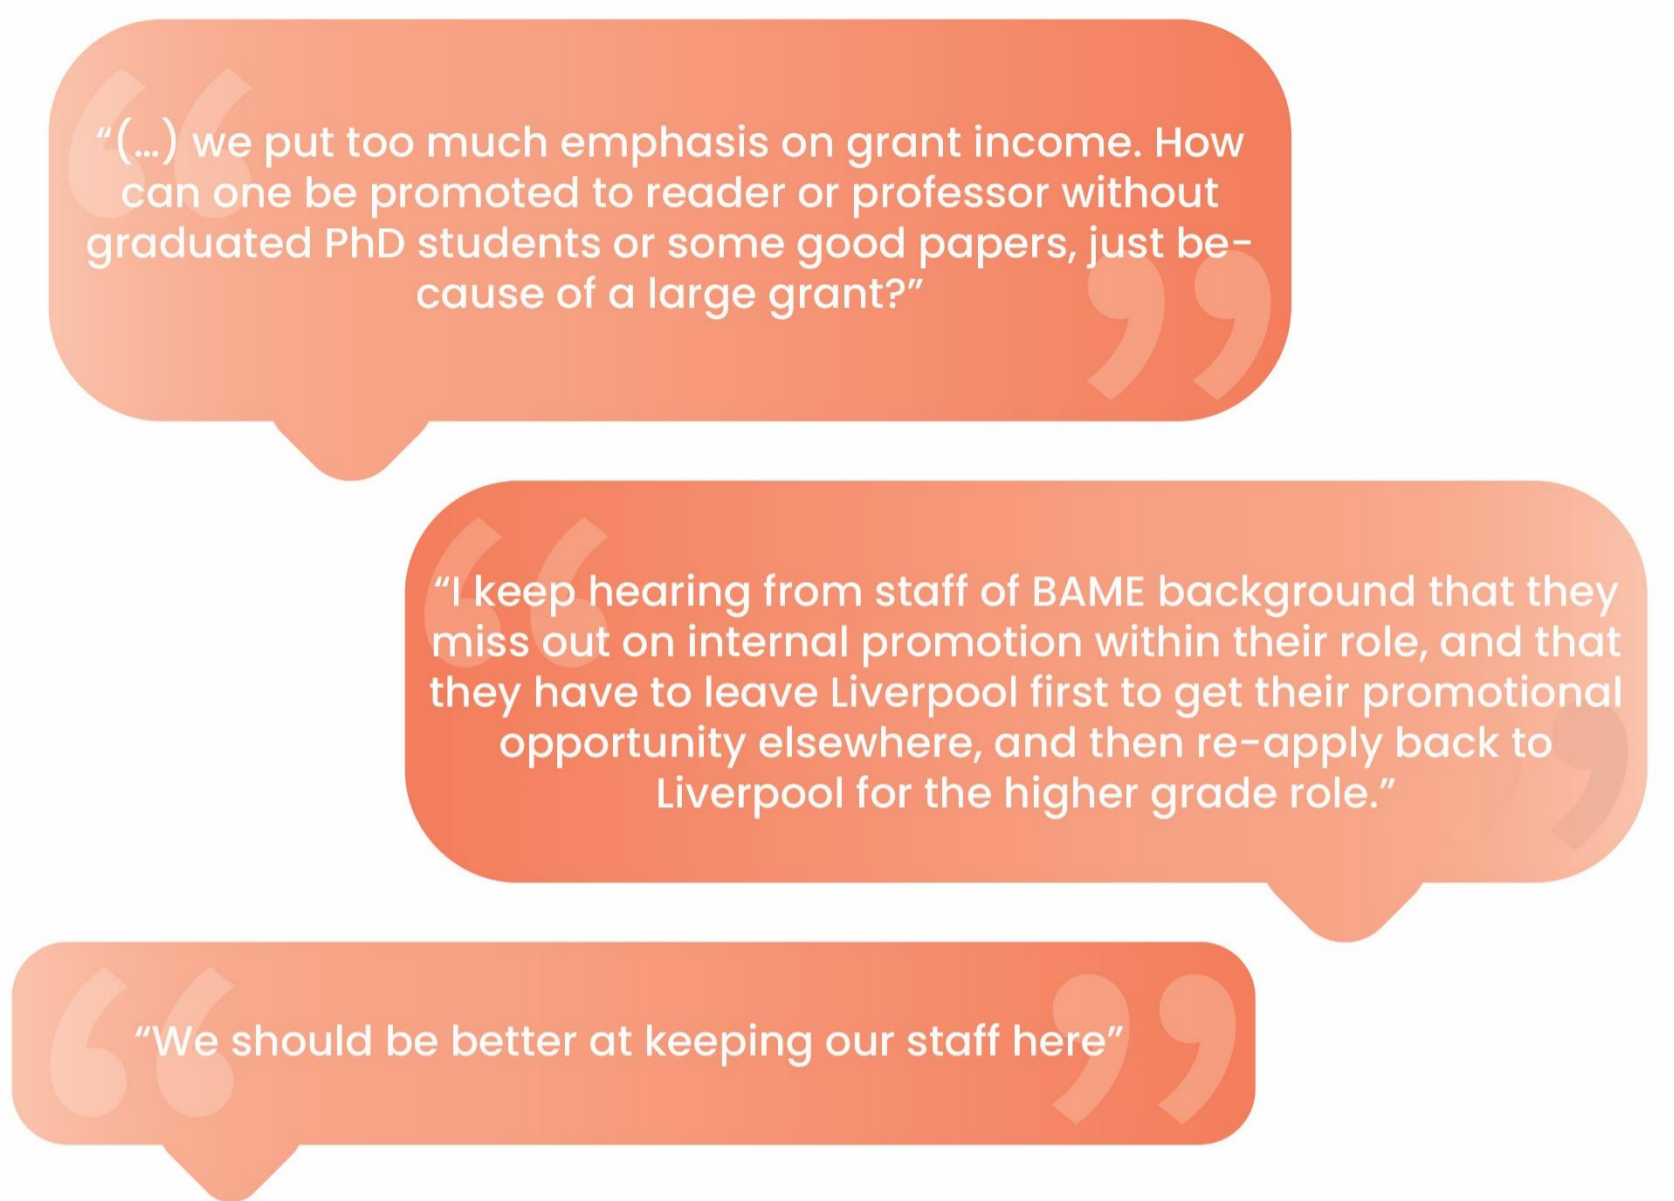 “(...) we put too much emphasis on grant income. How
can one be promoted to reader or professor without
graduated PhD students or some good papers, just be-
cause of a large grant?”
“I keep hearing from staff of BAME background that they
miss out on internal promotion within their role, and that
they have to leave Liverpool first to get their promotional
opportunity elsewhere, and then re-apply back to
Liverpool for the higher grade role.”
“We should be better at keeping our staff here”